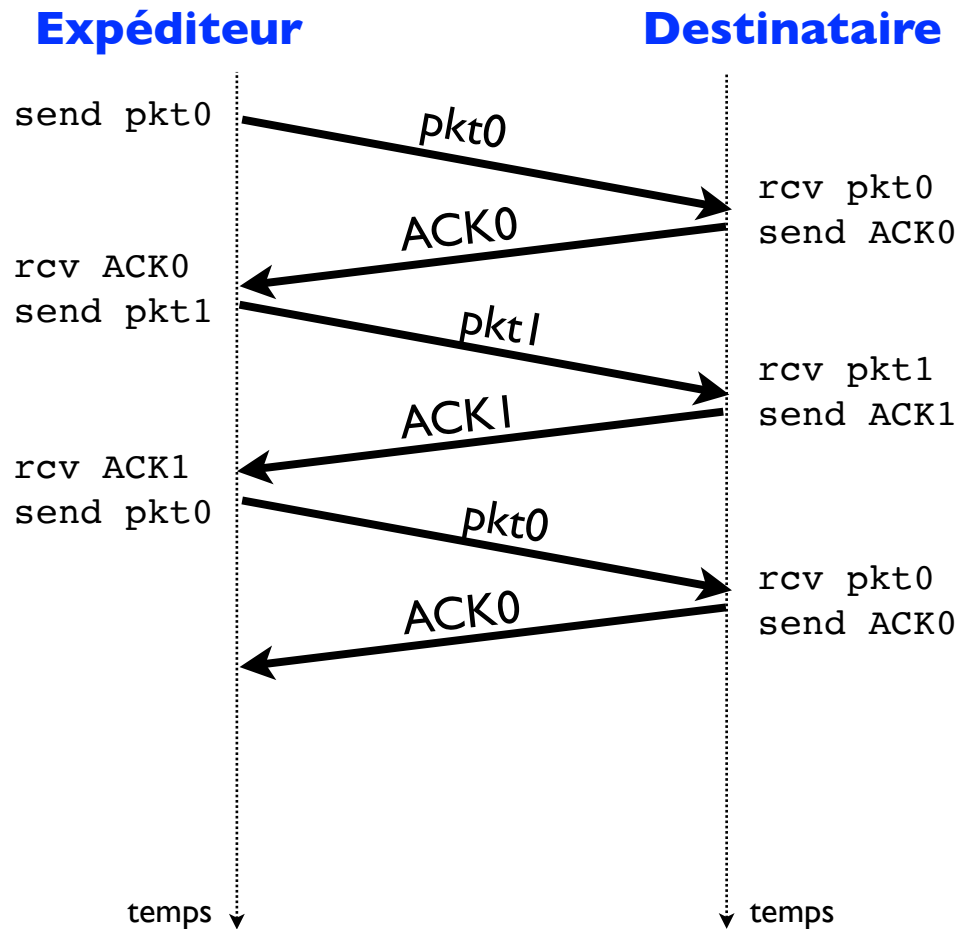 Expéditeur
Destinataire
send pkt0
pkt0
rcv pkt0
send ACK0
ACK0
rcv ACK0
send pkt1
pkt1
rcv pkt1
send ACK1
ACK1
rcv ACK1
send pkt0
pkt0
rcv pkt0
send ACK0
ACK0
temps
temps